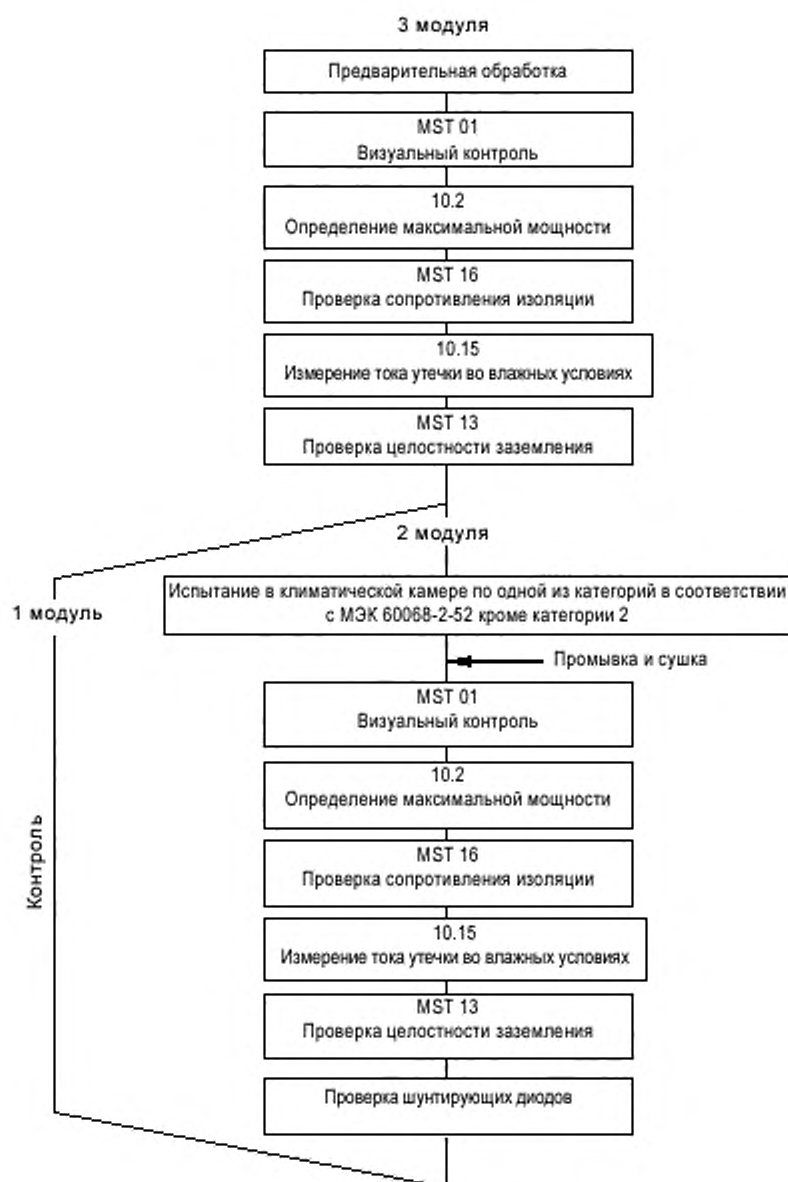 3 модуля
Предварительная обработка
MST 01
Визуальный контроль
10.2
Определение максимальной мощности
MST 16
Проверка сопротивления изоляции
10.15
Измерение тока утечки во влажных условиях
MST 13
Проверка целостности заземления
2 модуля
1 модуль
Испытание в климатической камере по одной из категорий в соответствии
с МЭК 60068-2-52 кроме категории 2
Промывка и сушка
MST 01
Визуальный контроль
10.2
Определение максимальной мощности
MST 16
Проверка сопротивления изоляции
Контроль
10.15
Измерение тока утечки во влажных условиях
MST 13
Проверка целостности заземления
Проверка шунтирующих диодов